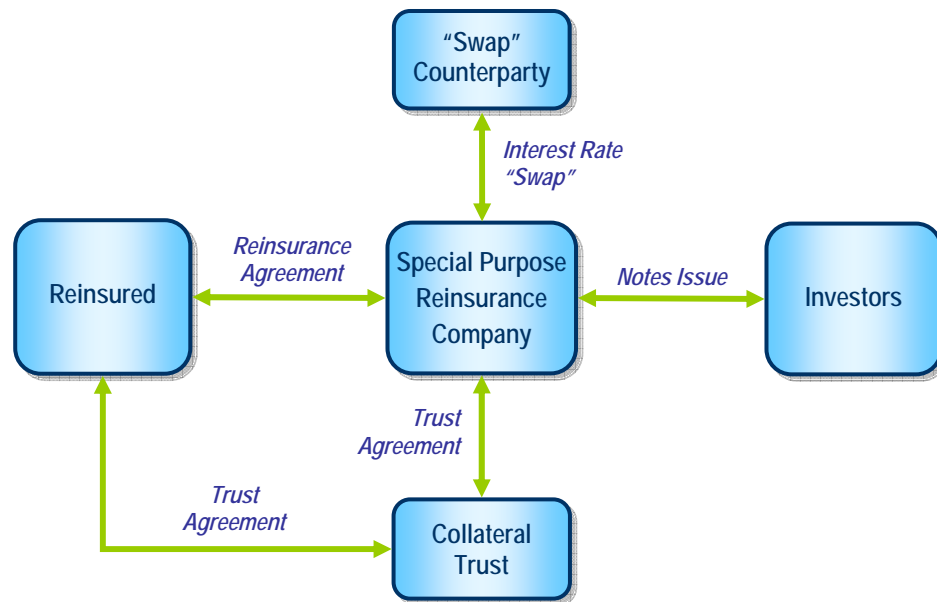 “Swap”
Counterparty
Interest Rate
“Swap”
Reinsured
Reinsurance
Agreement
Special Purpose
Reinsurance
Company
Notes Issue
Investors
Trust
Agreement
Trust
Agreement
Collateral
Trust